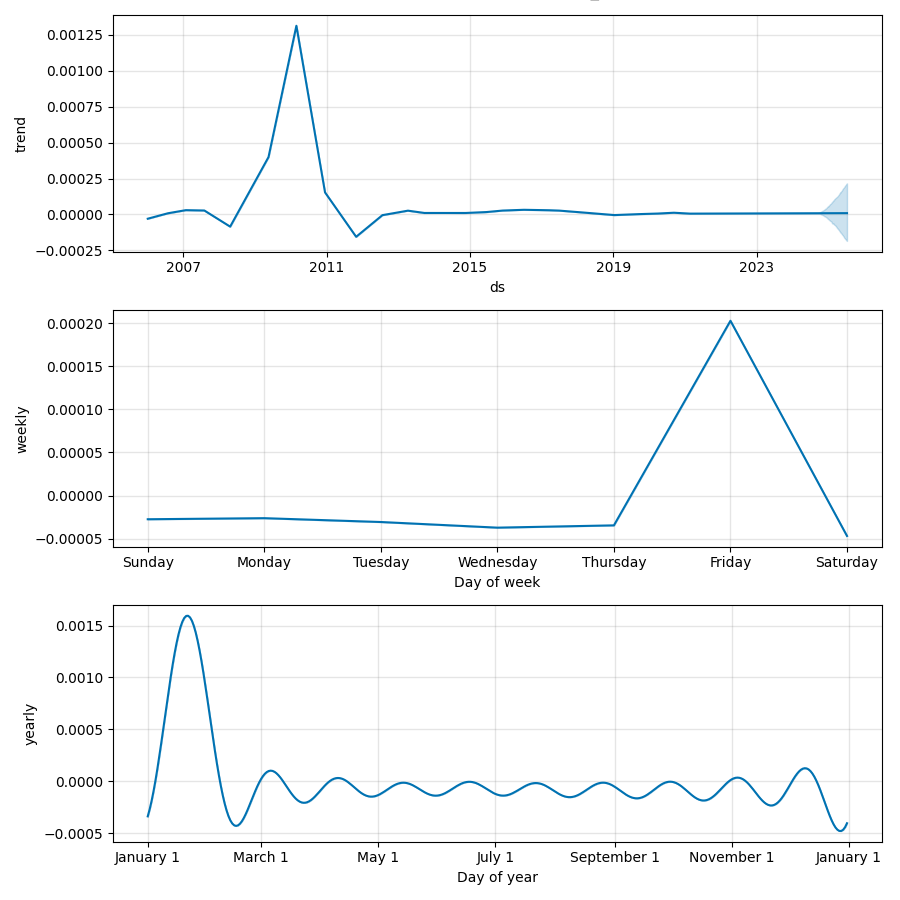 0.00125
0.00100
0.00075
0.00050
0.00025
0.00000
−0.00025
trend
2007 2011 2015 2019 2023
ds
0.00020
0.00015
0.00010
0.00005
0.00000
−0.00005
weekly
Sunday Monday Tuesday Wednesday Thursday Friday Saturday
Day of week
0.0015
0.0010
0.0005
0.0000
−0.0005
yearly
January 1 March 1 May 1 July 1 September 1 November 1 January 1
Day of year